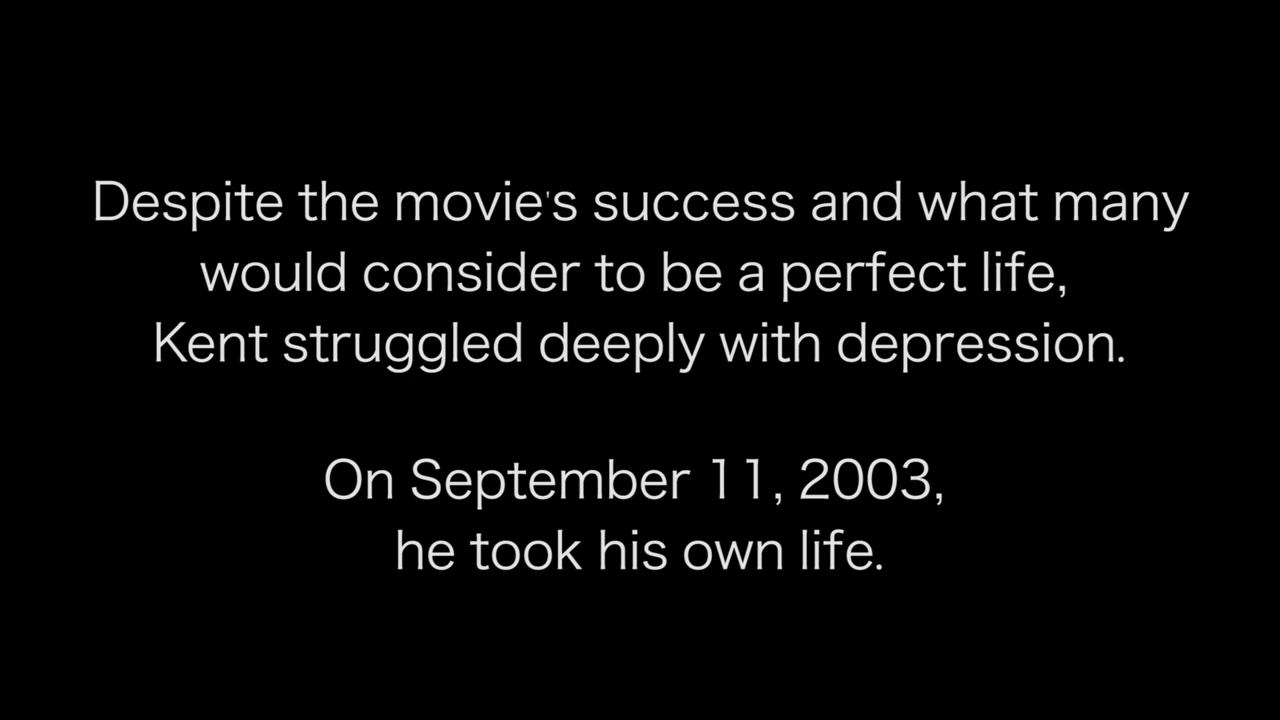 Despite the movie's success and what many
would consider to be a perfect life,
Kent struggled deeply with depression.
On September 11, 2003,
he took his own life.